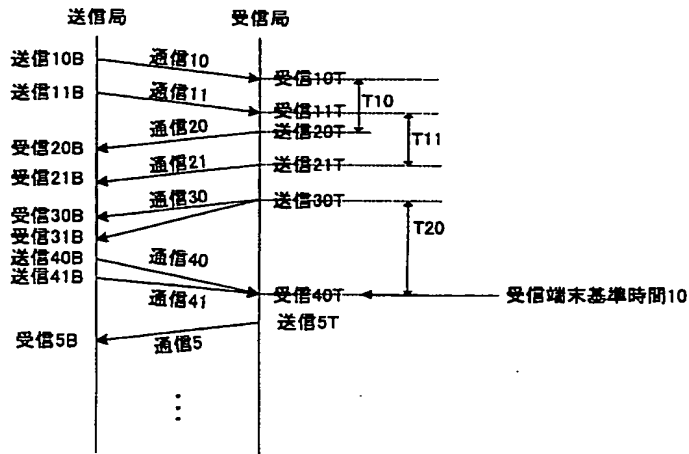 送信局 受信局
送信10B 通信10 受信10T
T10
送信11B 通信11 受信11T
通信20 送信20T
T11
受信20B
通信21 送信21T
受信21B
通信30 送信30T
受信30B
T20
受信31B
送信40B 通信40
送信41B
通信41 受信40T 受信端末基準時間10
送信5T
受信5B 通信5